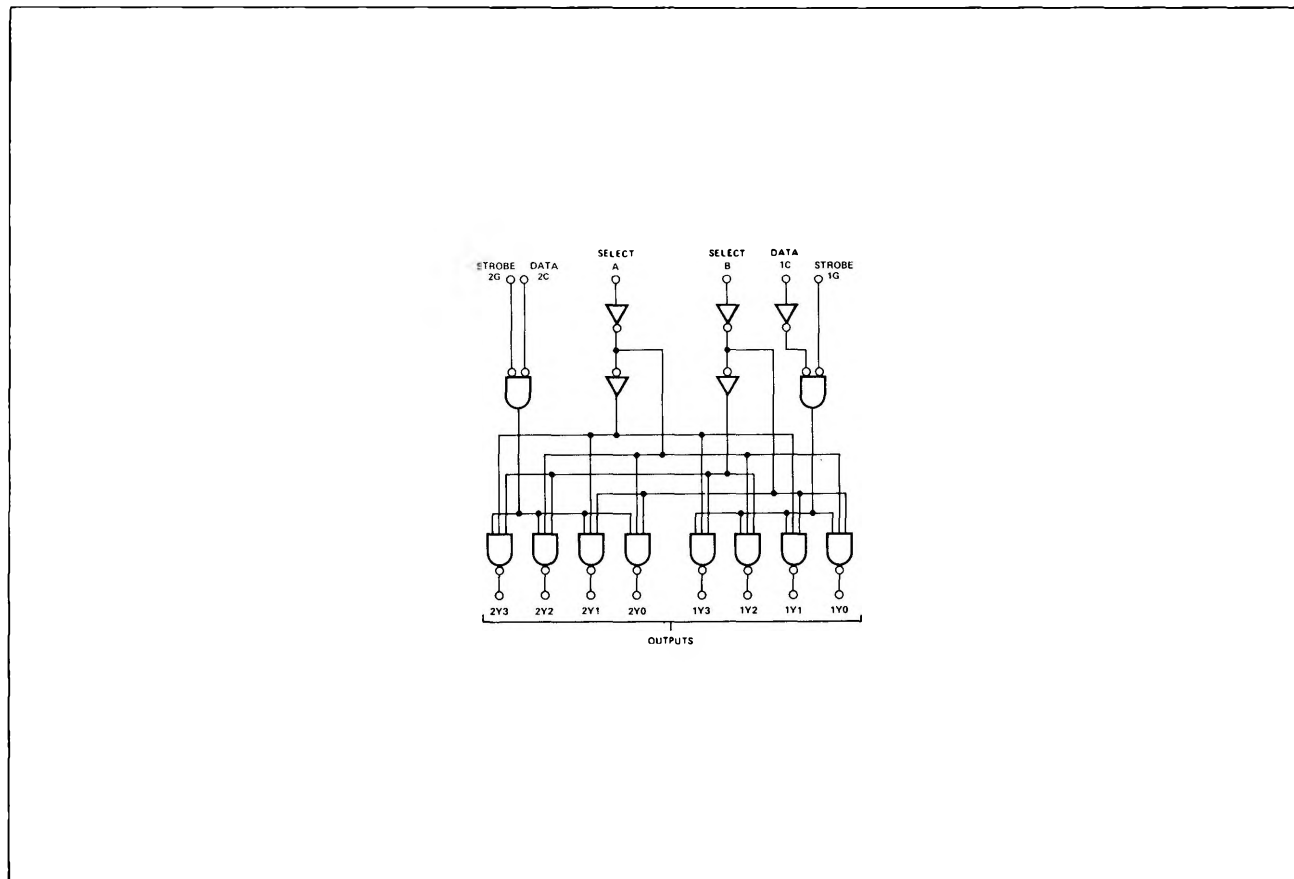 STROBE 2G
DATA 2C
SELECT A
SELECT B
DATA 1C
STROBE 1G
2Y3 2Y2 2Y1 2Y0 1Y3 1Y2 1Y1 1Y0
OUTPUTS